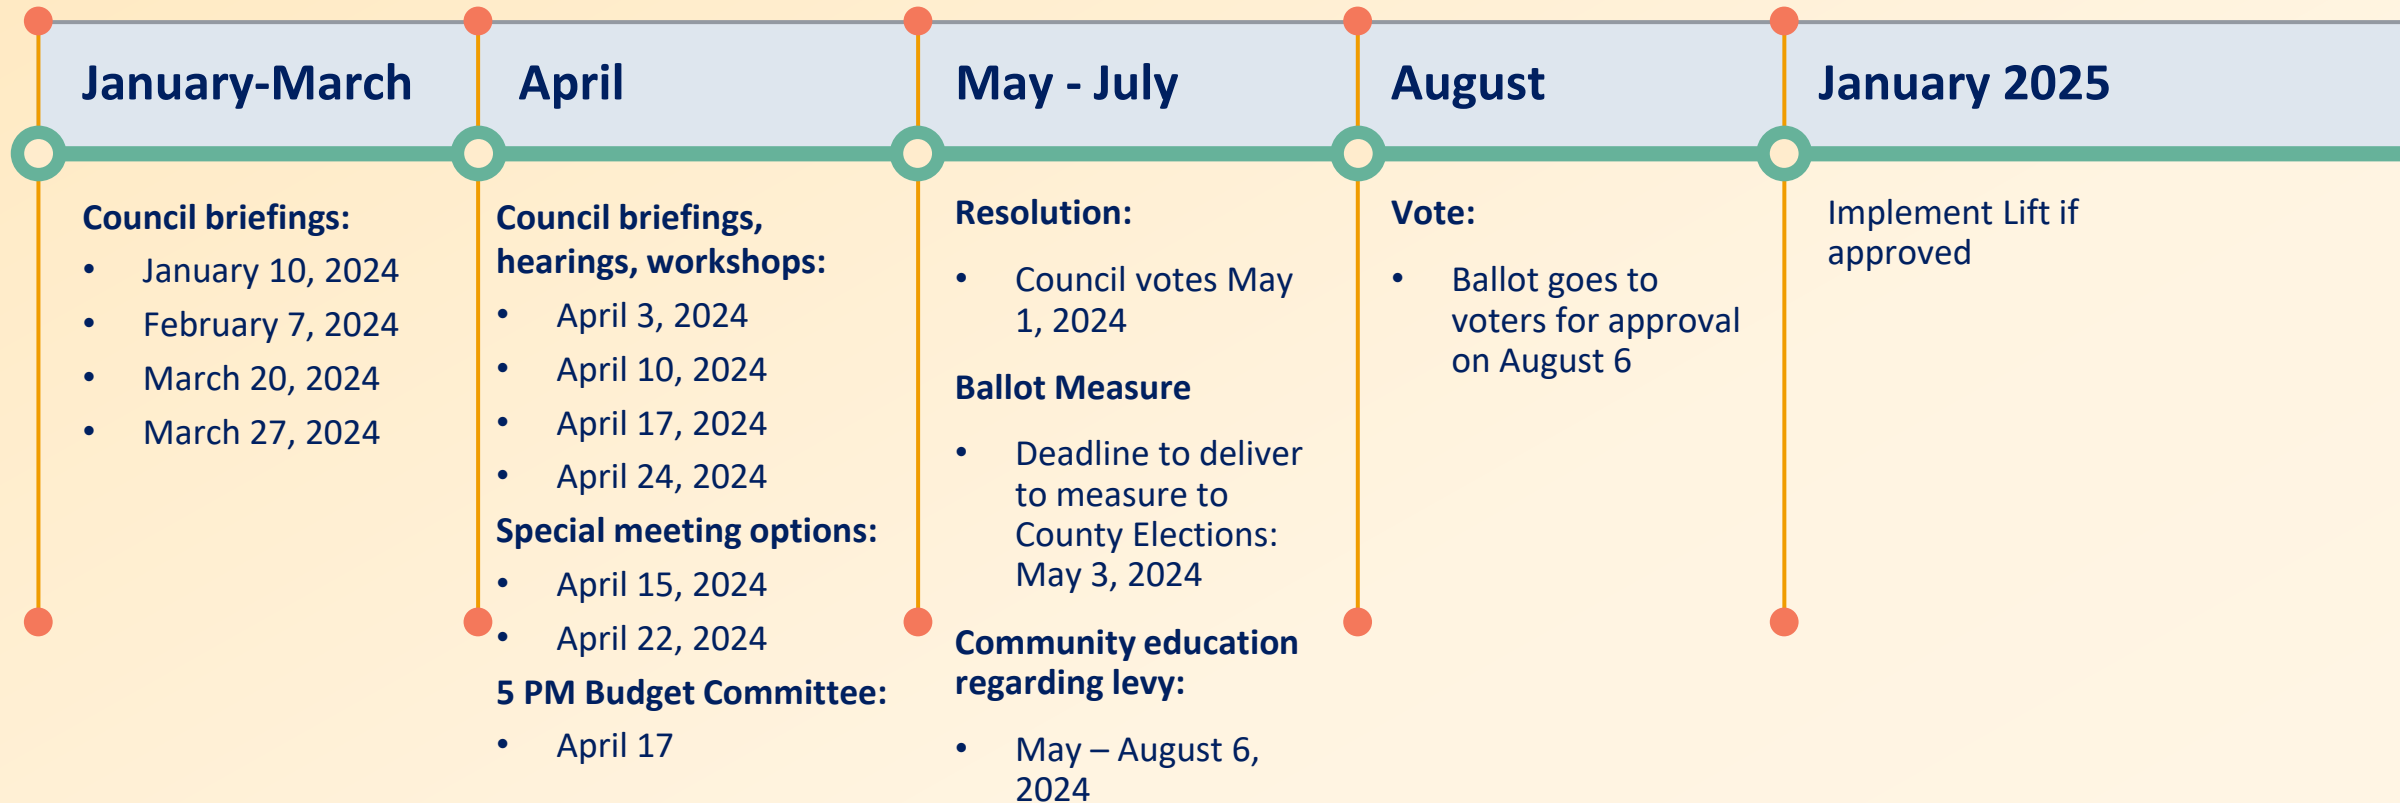 January-March
April
May - July
August
January 2025
Council briefings:
• January 10, 2024
• February 7, 2024
• March 20, 2024
• March 27, 2024
Council briefings,
hearings, workshops:
• April 3, 2024
• April 10, 2024
• April 17, 2024
• April 24, 2024
Special meeting options:
• April 15, 2024
• April 22, 2024
5 PM Budget Committee:
• April 17
Resolution:
• Council votes May
1, 2024
Ballot Measure
• Deadline to deliver
to measure to
County Elections:
May 3, 2024
Community education
regarding levy:
• May – August 6,
2024
Vote:
• Ballot goes to
voters for approval
on August 6
Implement Lift if
approved